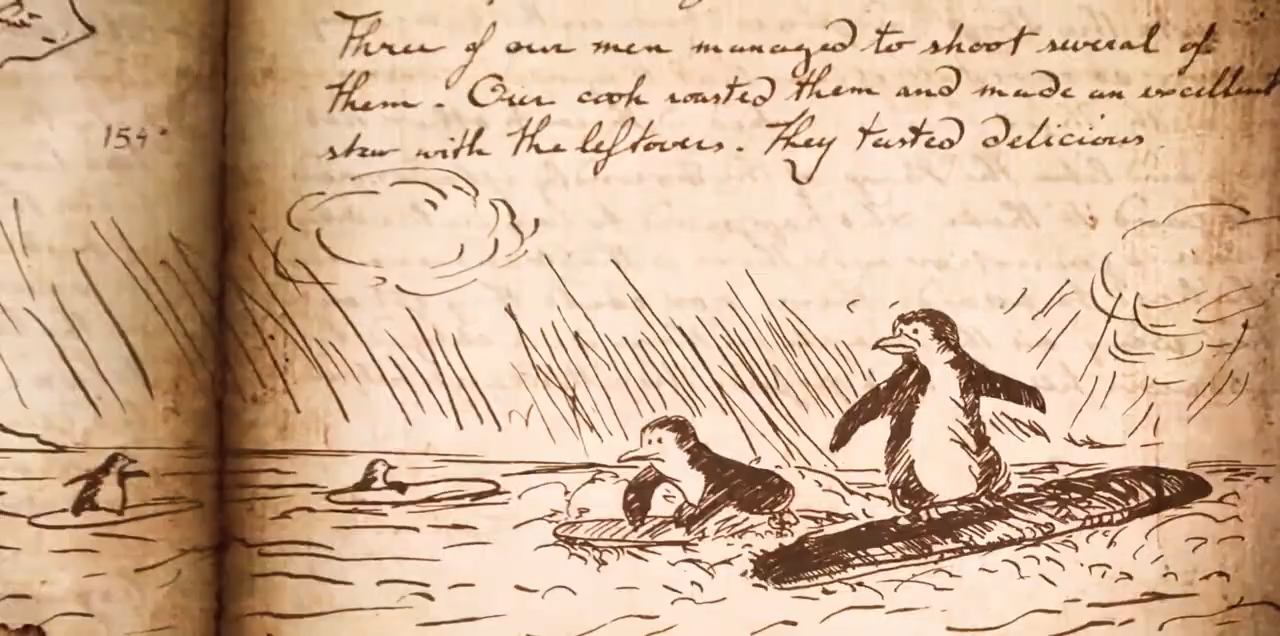 Three of our men managed to shoot several of
them. Our cook roasted them and made an excellent
stew with the leftovers. They tasted delicious
154°